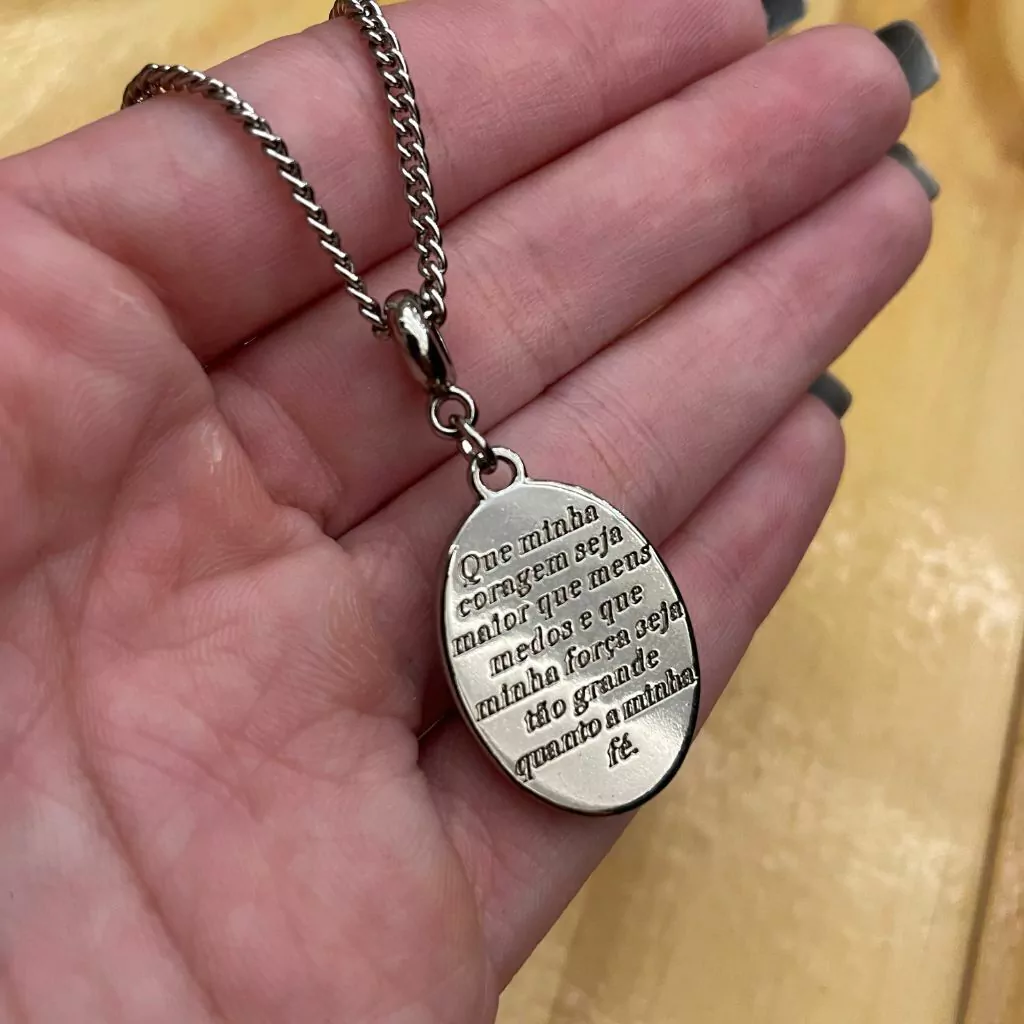 Que minha
coragem seja
maior que meus
medos e que
minha força seja
tão grande
quanto a minha
fé.